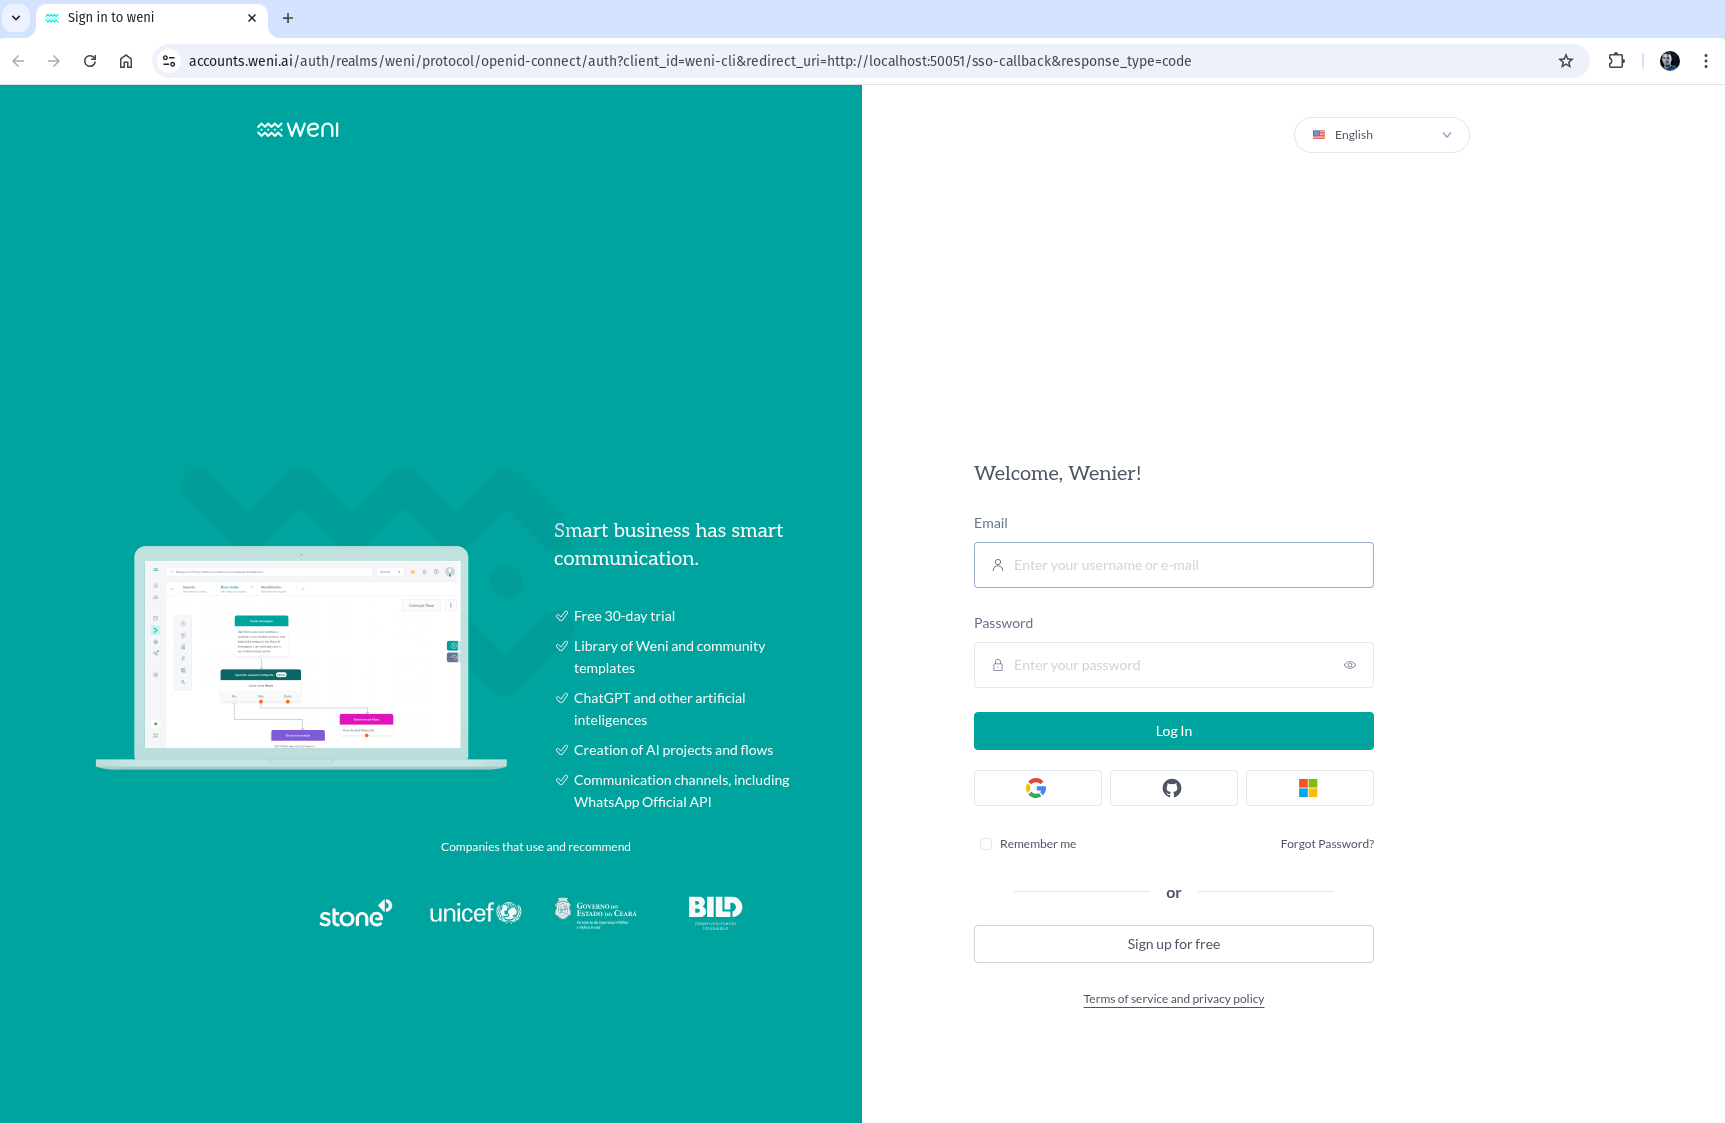 Sign in to weni
accounts.weni.ai/auth/realms/weni/protocol/openid-connect/auth?client_id=weni-cli&redirect_uri=http://localhost:50051/sso-callback&response_type=code
weni
English
Welcome, Wenier!
Email
Enter your username or e-mail
Password
Enter your password
Log In
Remember me
Forgot Password?
or
Sign up for free
Terms of service and privacy policy
Smart business has smart
communication.
Free 30-day trial
Library of Weni and community
templates
ChatGPT and other artificial
inteligences
Creation of AI projects and flows
Communication channels, including
WhatsApp Official API
Companies that use and recommend
stone
unicef
GOVERNO DO
ESTADO DO CEARÁ
BILD
Desenvolvimento
Imobiliário